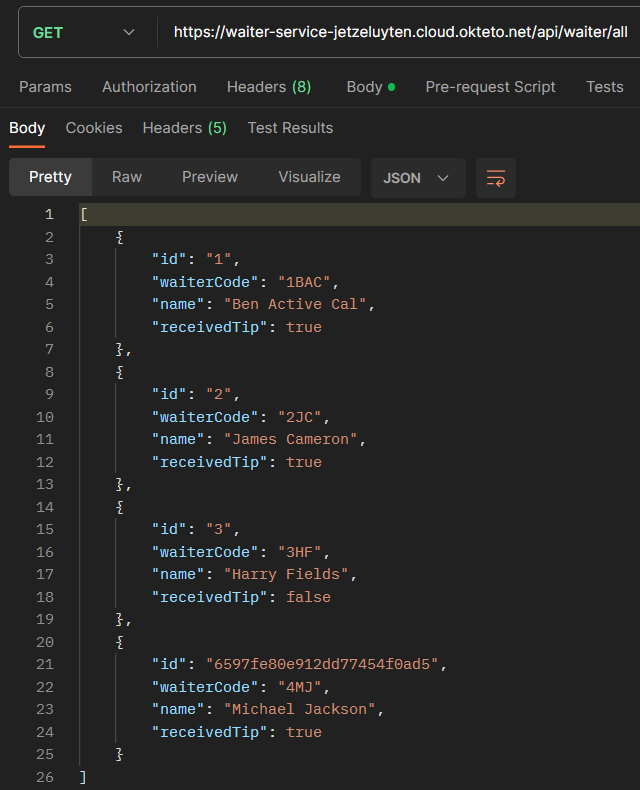 GET https://waiter-service-jetzeluyten.cloud.okteto.net/api/waiter/all
Params Authorization Headers (8) Body Pre-request Script Tests
Body Cookies Headers (5) Test Results
Pretty Raw Preview Visualize JSON
1 [
2 {
3 "id": "1",
4 "waiterCode": "1BAC",
5 "name": "Ben Active Cal",
6 "receivedTip": true
7 },
8 {
9 "id": "2",
10 "waiterCode": "2JC",
11 "name": "James Cameron",
12 "receivedTip": true
13 },
14 {
15 "id": "3",
16 "waiterCode": "3HF",
17 "name": "Harry Fields",
18 "receivedTip": false
19 },
20 {
21 "id": "6597fe80e912dd77454f0ad5",
22 "waiterCode": "4MJ",
23 "name": "Michael Jackson",
24 "receivedTip": true
25 }
26 ]